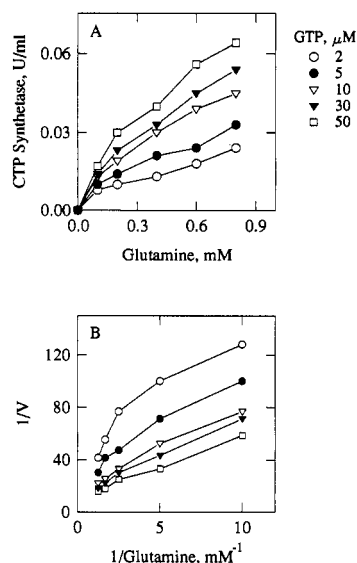 A
CTP Synthetase, U/ml
0.06
0.03
0.00
0.0 0.3 0.6 0.9
Glutamine, mM
GTP, μM
2
5
10
30
50
B
1/V
120
80
40
0
0 5 10
1/Glutamine, mM⁻¹